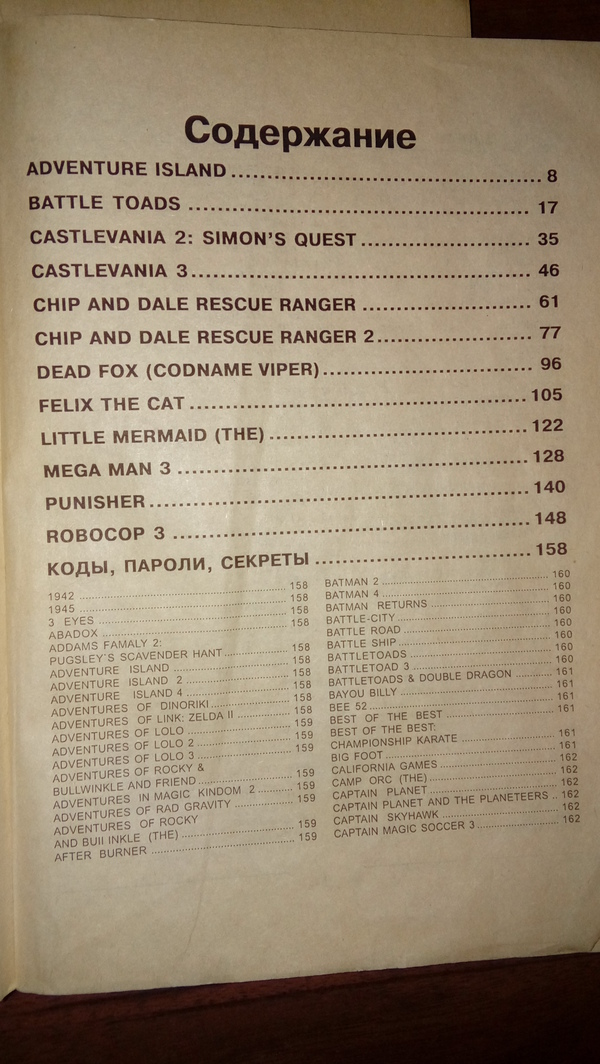 Содержание
ADVENTURE ISLAND 8
BATTLE TOADS 17
CASTLEVANIA 2: SIMON'S QUEST 35
CASTLEVANIA 3 46
CHIP AND DALE RESCUE RANGER 61
CHIP AND DALE RESCUE RANGER 2 77
DEAD FOX (CODNAME VIPER) 96
FELIX THE CAT 105
LITTLE MERMAID (THE) 122
MEGA MAN 3 128
PUNISHER 140
ROBOCOP 3 148
КОДЫ, ПАРОЛИ, СЕКРЕТЫ 158
1942 158
1945 158
3 EYES 158
ABADOX 158
ADDAMS FAMALY 2:
PUGSLEY'S SCAVENDER HANT 158
ADVENTURE ISLAND 158
ADVENTURE ISLAND 2 158
ADVENTURE ISLAND 4 158
ADVENTURES OF DINORIKI 158
ADVENTURES OF LINK: ZELDA II 158
ADVENTURES OF LOLO 159
ADVENTURES OF LOLO 2 159
ADVENTURES OF LOLO 3 159
ADVENTURES OF ROCKY &
BULLWINKLE AND FRIEND 159
ADVENTURES IN MAGIC KINDOM 2 159
ADVENTURES OF RAD GRAVITY 159
ADVENTURES OF ROCKY
AND BUII INKLE (THE) 159
AFTER BURNER 159
BATMAN 2 160
BATMAN 4 160
BATMAN RETURNS 160
BATTLE-CITY 160
BATTLE ROAD 160
BATTLE SHIP 160
BATTLETOADS 160
BATTLETOAD 3 160
BATTLETOADS & DOUBLE DRAGON 161
BAYOU BILLY 161
BEE 52 161
BEST OF THE BEST 161
BEST OF THE BEST:
CHAMPIONSHIP KARATE 161
BIG FOOT 161
CALIFORNIA GAMES 162
CAMP ORC (THE) 162
CAPTAIN PLANET 162
CAPTAIN PLANET AND THE PLANETEERS 162
CAPTAIN SKYHAWK 162
CAPTAIN MAGIC SOCCER 3 162